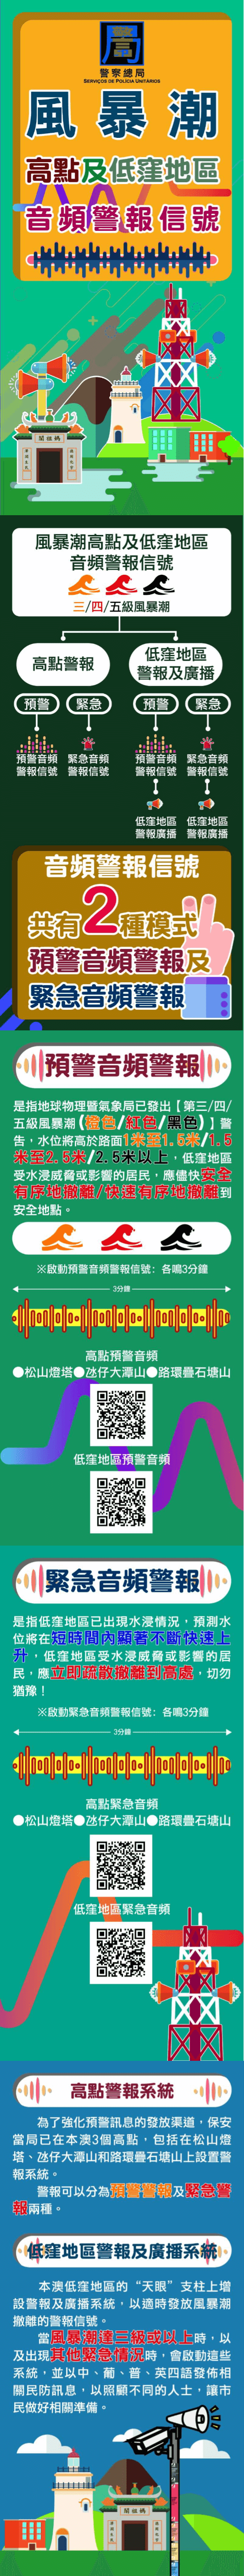 警察總局
SERVIÇOS DE POLÍCIA UNITÁRIOS
風暴潮
高點及低窪地區
音頻警報信號
媽祖閣
風暴潮高點及低窪地區
音頻警報信號
三/四/五級風暴潮
高點警報
低窪地區
警報及廣播
預警
緊急
預警
緊急
預警音頻
警報信號
緊急音頻
警報信號
預警音頻
警報信號
緊急音頻
警報信號
低窪地區
警報廣播
低窪地區
警報廣播
音頻警報信號
共有2種模式
預警音頻警報及
緊急音頻警報
預警音頻警報
是指地球物理暨氣象局已發出【第三/四/
五級風暴潮(橙色/紅色/黑色)】警
告，水位將高於路面1米至1.5米/1.5
米至2.5米/2.5米以上，低窪地區
受水浸威脅或影響的居民，應儘快安全
有序地撤離/快速有序地撤離到
安全地點。
※啟動預警音頻警報信號：各鳴3分鐘
3分鐘
高點預警音頻
●松山燈塔●氹仔大潭山●路環疊石塘山
低窪地區預警音頻
緊急音頻警報
是指低窪地區已出現水浸情況，預測水
位將在短時間內顯著不斷快速上
升，低窪地區受水浸威脅或影響的居
民，應立即疏散撤離到高處，切勿
猶豫！
※啟動緊急音頻警報信號：各鳴3分鐘
3分鐘
高點緊急音頻
●松山燈塔●氹仔大潭山●路環疊石塘山
低窪地區緊急音頻
高點警報系統
為了強化預警訊息的發放渠道，保安
當局已在本澳3個高點，包括在松山燈
塔、氹仔大潭山和路環疊石塘山上設置警
報系統。
警報可以分為預警警報及緊急警
報兩種。
低窪地區警報及廣播系統
本澳低窪地區的“天眼”支柱上增
設警報及廣播系統，以適時發放風暴潮
撤離的警報信號。
當風暴潮達三級或以上時，以
及出現其他緊急情況時，會啟動這些
系統，並以中、葡、普、英四語發佈相
關民防訊息，以照顧不同的人士，讓市
民做好相關準備。
媽祖閣